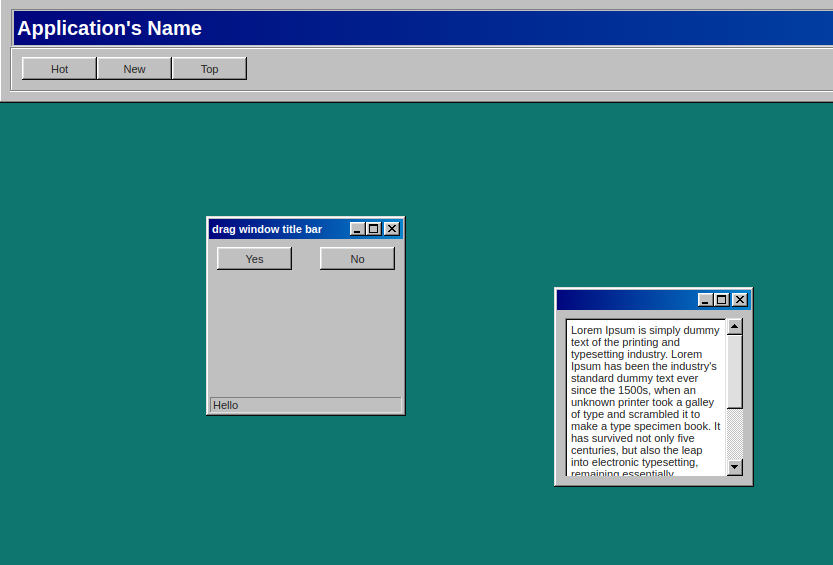 Application's Name
Hot New Top
drag window title bar
Yes No
Hello
Lorem Ipsum is simply dummy
text of the printing and
typesetting industry. Lorem
Ipsum has been the industry's
standard dummy text ever
since the 1500s, when an
unknown printer took a galley
of type and scrambled it to
make a type specimen book. It
has survived not only five
centuries, but also the leap
into electronic typesetting,
remaining essentially